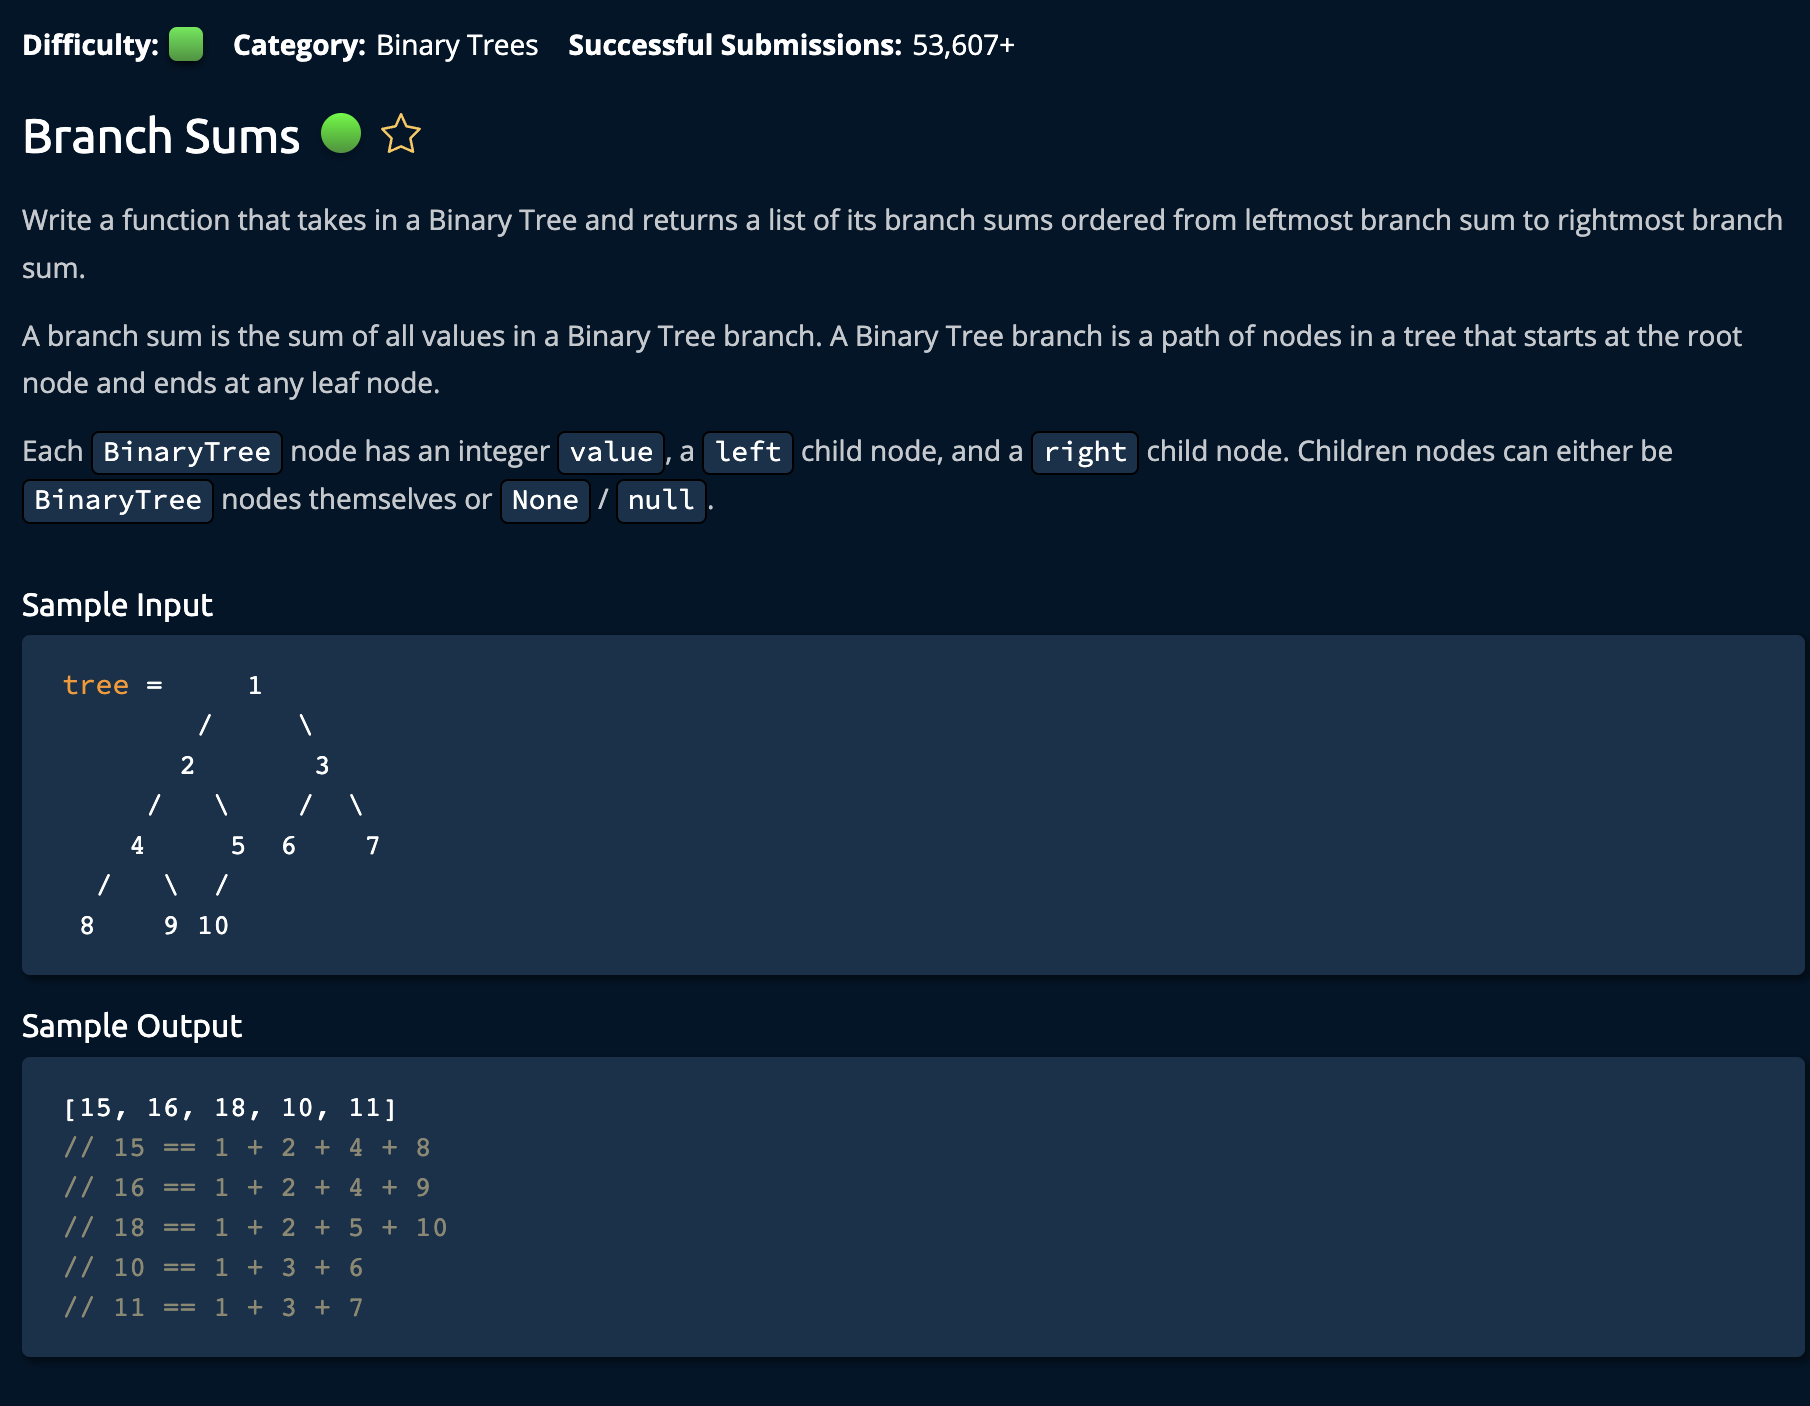 Difficulty: Category: Binary Trees Successful Submissions: 53,607+
Branch Sums
Write a function that takes in a Binary Tree and returns a list of its branch sums ordered from leftmost branch sum to rightmost branch
sum.
A branch sum is the sum of all values in a Binary Tree branch. A Binary Tree branch is a path of nodes in a tree that starts at the root
node and ends at any leaf node.
Each BinaryTree node has an integer value, a left child node, and a right child node. Children nodes can either be
BinaryTree nodes themselves or None / null.
Sample Input
tree =     1
        /     \
       2       3
     /   \    /  \
    4     5  6    7
  /   \  /
 8    9 10
Sample Output
[15, 16, 18, 10, 11]
// 15 == 1 + 2 + 4 + 8
// 16 == 1 + 2 + 4 + 9
// 18 == 1 + 2 + 5 + 10
// 10 == 1 + 3 + 6
// 11 == 1 + 3 + 7